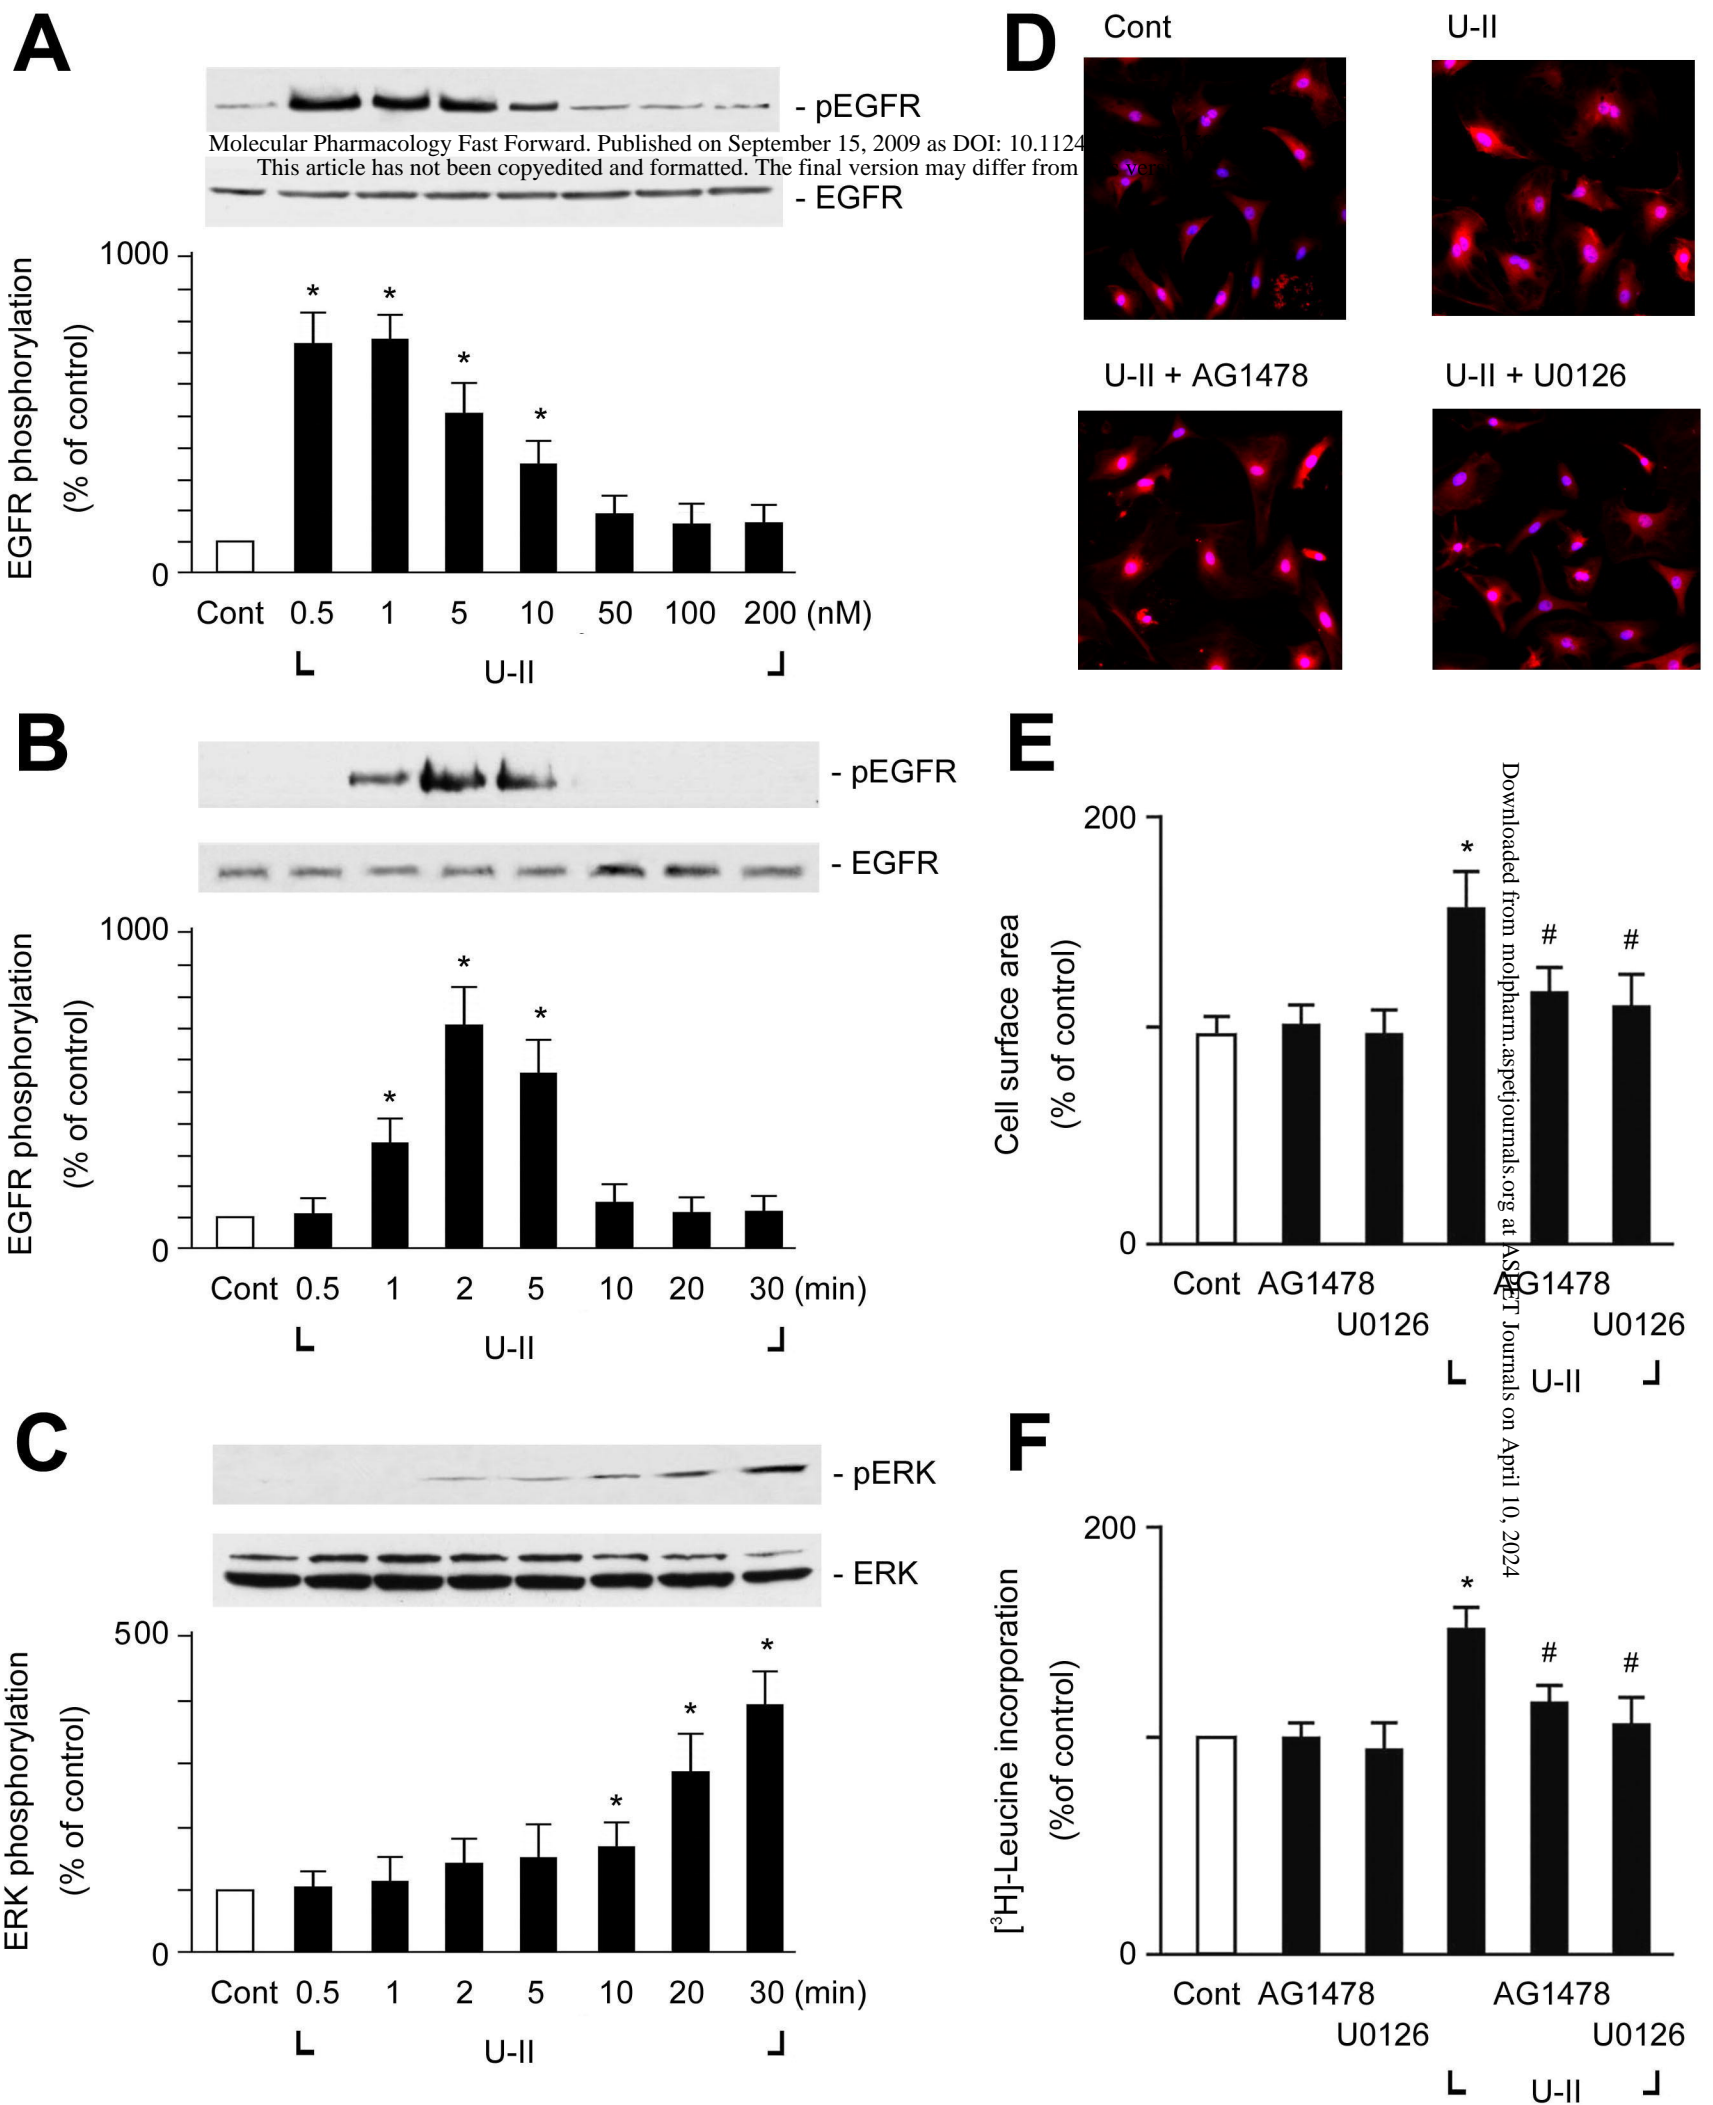 A
- pEGFR
Molecular Pharmacology Fast Forward. Published on September 15, 2009 as DOI: 10.1124
This article has not been copyedited and formatted. The final version may differ from
- EGFR
EGFR phosphorylation
(% of control)
1000
0
* * * *
Cont 0.5 1 5 10 50 100 200 (nM)
U-II
B
- pEGFR
- EGFR
EGFR phosphorylation
(% of control)
1000
0
* * *
Cont 0.5 1 2 5 10 20 30 (min)
U-II
C
- pERK
- ERK
ERK phosphorylation
(% of control)
500
0
* * *
Cont 0.5 1 2 5 10 20 30 (min)
U-II
D
Cont U-II
U-II + AG1478 U-II + U0126
E
Cell surface area
(% of control)
200
0
* # #
Cont AG1478 AG1478
U0126 U0126
U-II
F
[³H]-Leucine incorporation
(%of control)
200
0
* # #
Cont AG1478 AG1478
U0126 U0126
U-II
Downloaded from molpharm.aspetjournals.org at ASPET Journals on April 10, 2024